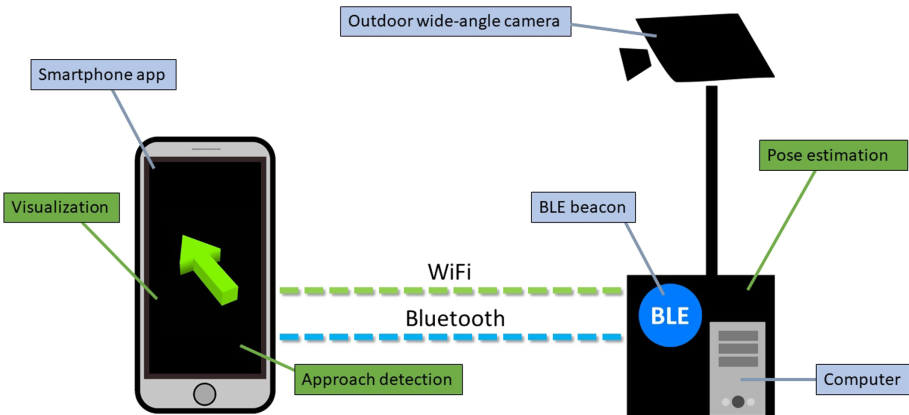 Outdoor wide-angle camera
Smartphone app
Pose estimation
Visualization
BLE beacon
WiFi
BLE
Bluetooth
Approach detection
Computer